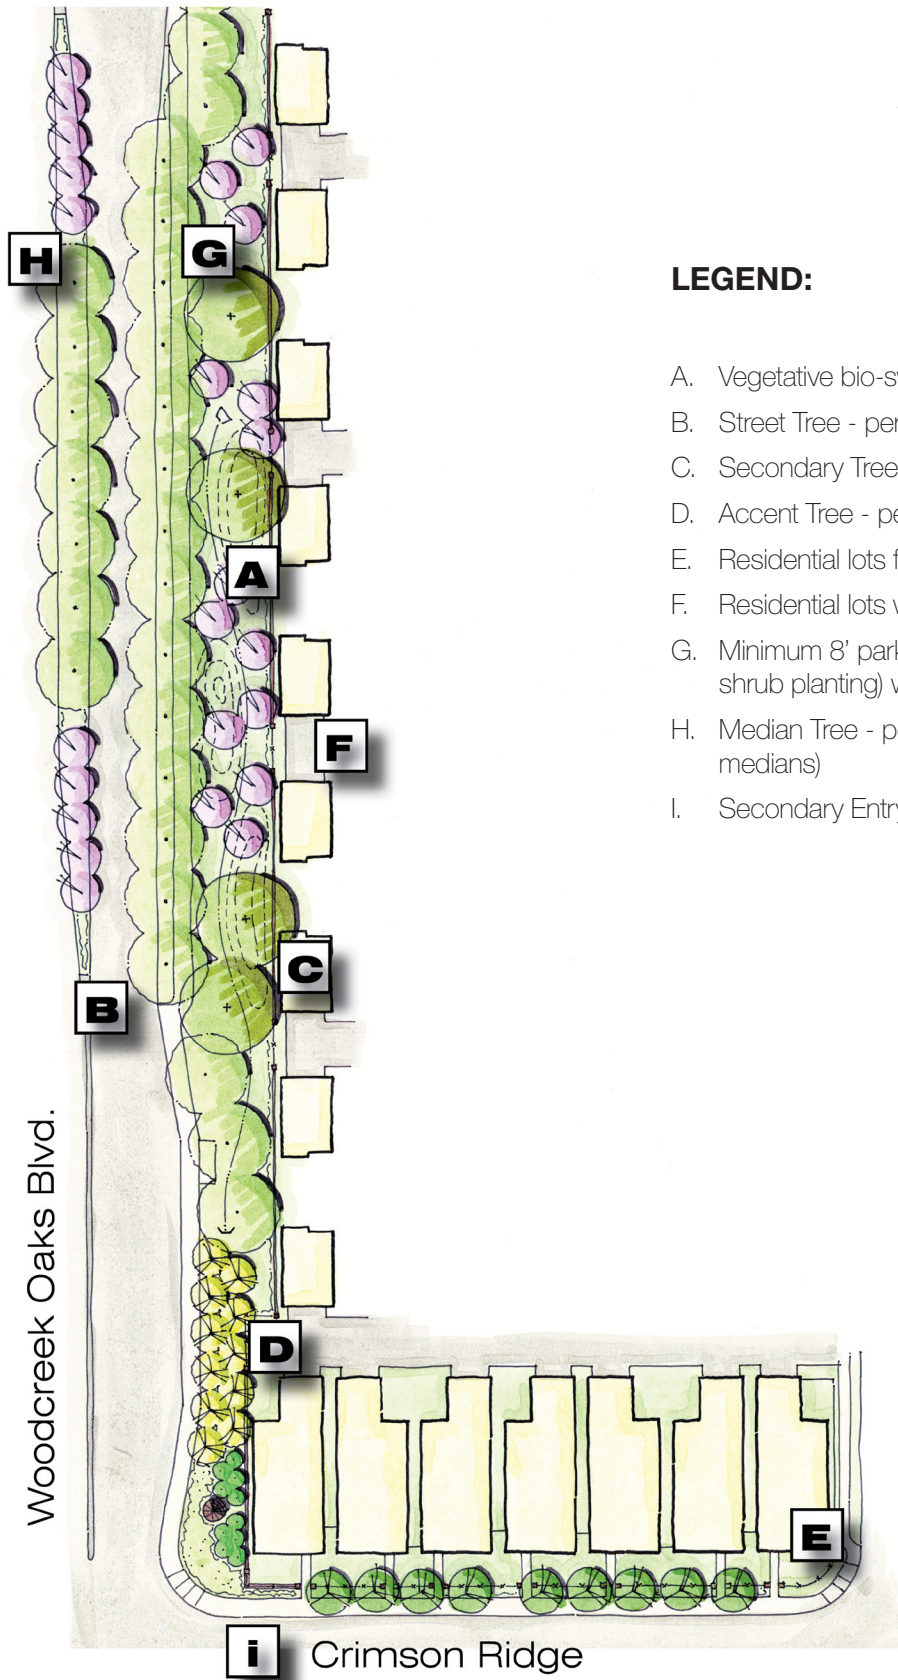 H
G
LEGEND:
A. Vegetative bio-s
B. Street Tree - per
C. Secondary Tree
D. Accent Tree - pe
E. Residential lots f
F. Residential lots
G. Minimum 8’ park
shrub planting)
H. Median Tree - p
medians)
I. Secondary Entry
A
F
C
B
D
E
Woodcreek Oaks Blvd.
i Crimson Ridge